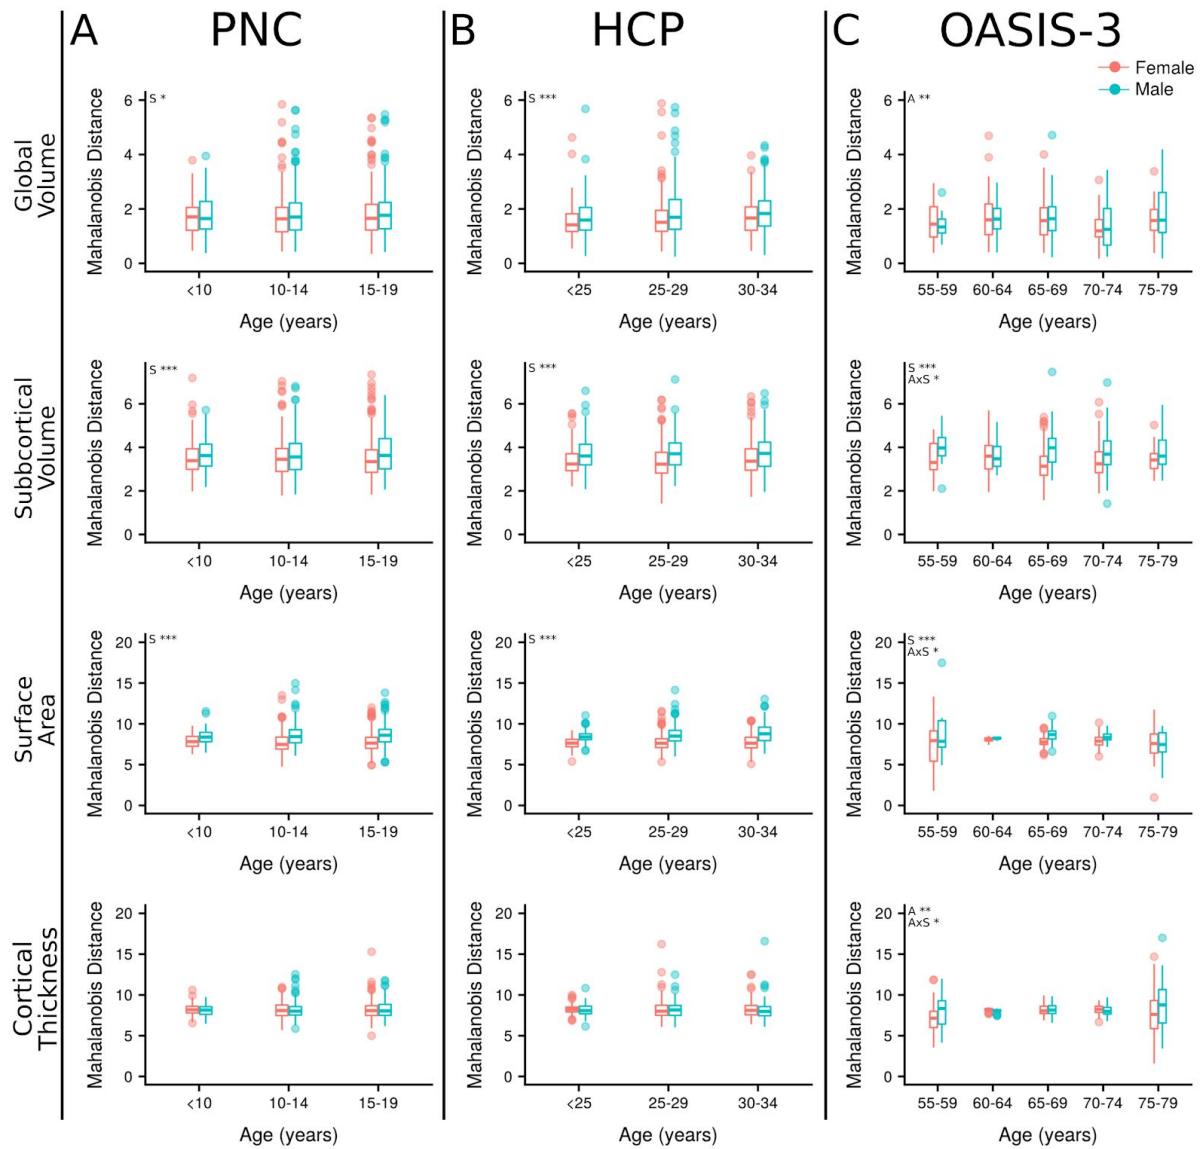 A PNC B HCP C OASIS-3
Female
Male
Global Volume
Mahalanobis Distance
6
4
2
0
S *
<10 10-14 15-19
Age (years)
Mahalanobis Distance
6
4
2
0
S ***
<25 25-29 30-34
Age (years)
Mahalanobis Distance
6
4
2
0
A **
55-59 60-64 65-69 70-74 75-79
Age (years)
Subcortical Volume
Mahalanobis Distance
6
4
2
0
S ***
<10 10-14 15-19
Age (years)
Mahalanobis Distance
6
4
2
0
S ***
<25 25-29 30-34
Age (years)
Mahalanobis Distance
6
4
2
0
S ***
AxS *
55-59 60-64 65-69 70-74 75-79
Age (years)
Surface Area
Mahalanobis Distance
20
15
10
5
0
S ***
<10 10-14 15-19
Age (years)
Mahalanobis Distance
20
15
10
5
0
S ***
<25 25-29 30-34
Age (years)
Mahalanobis Distance
20
15
10
5
0
S ***
AxS *
55-59 60-64 65-69 70-74 75-79
Age (years)
Cortical Thickness
Mahalanobis Distance
20
15
10
5
0
<10 10-14 15-19
Age (years)
Mahalanobis Distance
20
15
10
5
0
<25 25-29 30-34
Age (years)
Mahalanobis Distance
20
15
10
5
0
A **
AxS *
55-59 60-64 65-69 70-74 75-79
Age (years)